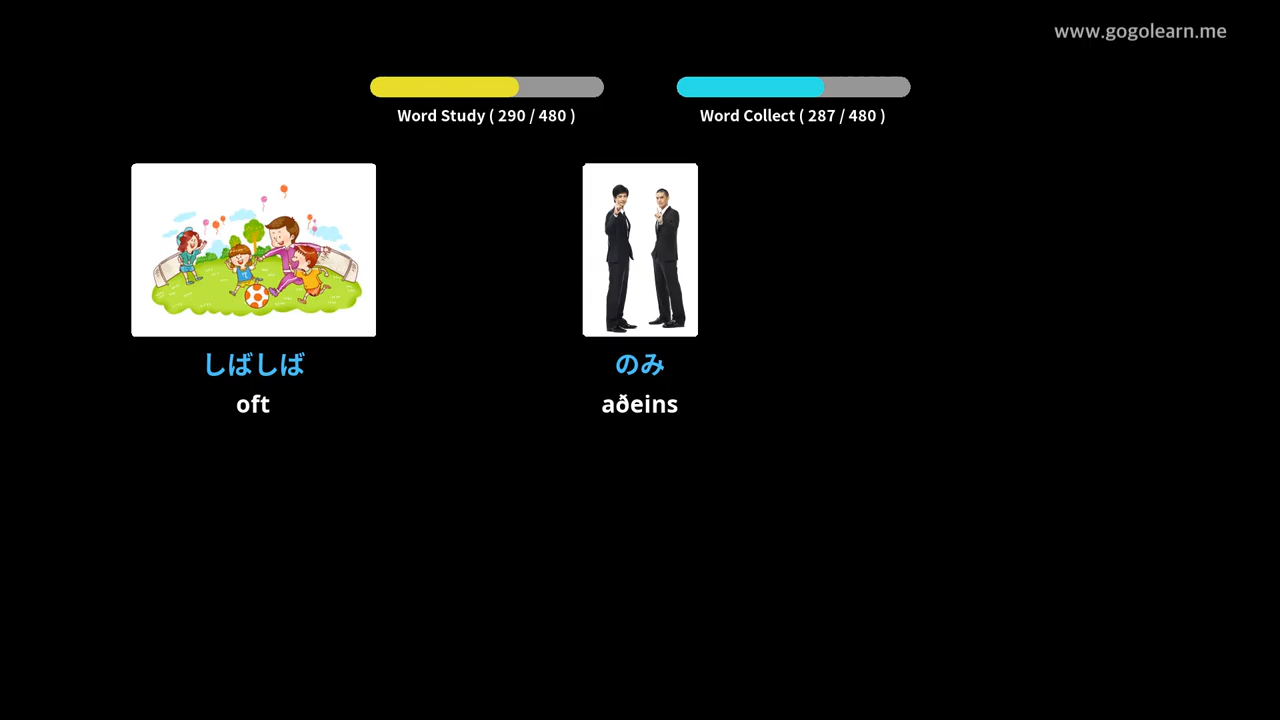 www.gogolearn.me
Word Study ( 290 / 480 )
Word Collect ( 287 / 480 )
しばしば
oft
のみ
aðeins